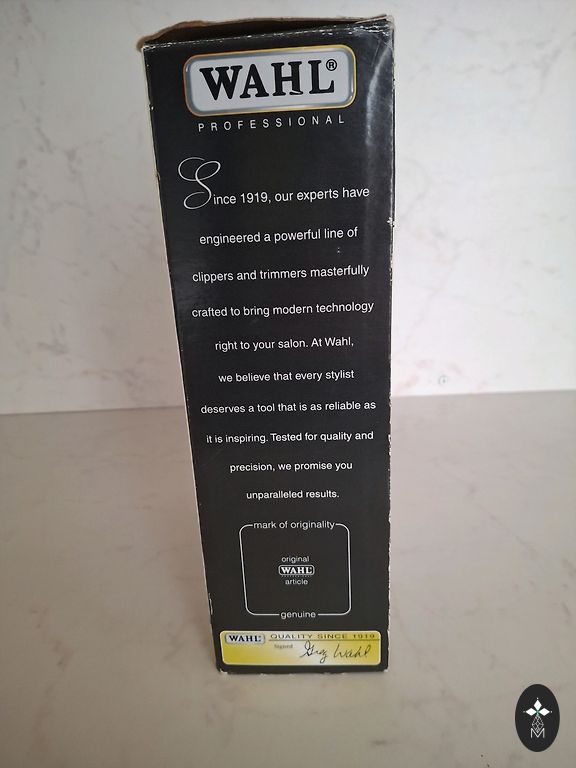 WAHL®
PROFESSIONAL
Since 1919, our experts have
engineered a powerful line of
clippers and trimmers masterfully
crafted to bring modern technology
right to your salon. At Wahl,
we believe that every stylist
deserves a tool that is as reliable as
it is inspiring. Tested for quality and
precision, we promise you
unparalleled results.
mark of originality
original
WAHL
PROFESSIONAL
article
genuine
WAHL QUALITY SINCE 1919
Signed Greg Wahl
M